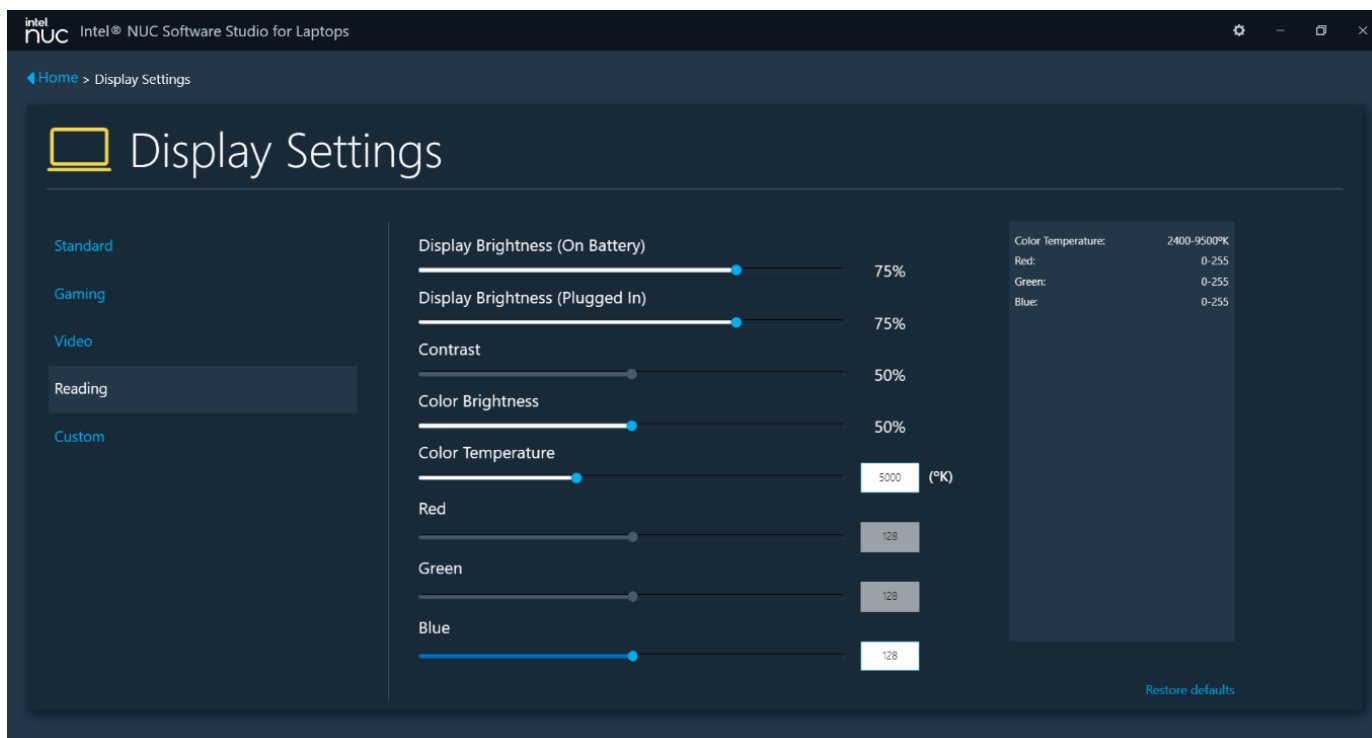 intel nuc Intel® NUC Software Studio for Laptops
Home > Display Settings
Display Settings
Standard
Gaming
Video
Reading
Custom
Display Brightness (On Battery)
75%
Display Brightness (Plugged In)
75%
Contrast
50%
Color Brightness
50%
Color Temperature
5000 (ºK)
Red
128
Green
128
Blue
128
Color Temperature: 2400-9500ºK
Red: 0-255
Green: 0-255
Blue: 0-255
Restore defaults